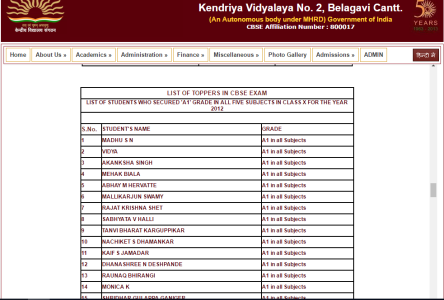 Kendriya Vidyalaya No. 2, Belagavi Cantt.
(An Autonomous body under MHRD) Government of India
CBSE Affiliation Number : 800017
केन्द्रीय विद्यालय संगठन
YEARS
Home About Us » Academics » Administration » Finance » Miscellaneous » Photo Gallery Admissions » ADMIN हिन्दी में
LIST OF TOPPERS IN CBSE EXAM
LIST OF STUDENTS WHO SECURED 'A1' GRADE IN ALL FIVE SUBJECTS IN CLASS X FOR THE YEAR
2012
S.No. STUDENT'S NAME GRADE
1 MADHU S N A1 in all Subjects
2 VIDYA A1 in all Subjects
3 AKANKSHA SINGH A1 in all Subjects
4 MEHAK BIALA A1 in all Subjects
5 ABHAY M HERVATTE A1 in all Subjects
6 MALLIKARJUN SWAMY A1 in all Subjects
7 RAJAT KRISHNA SHET A1 in all Subjects
8 SABHYATA V HALLI A1 in all Subjects
9 TANVI BHARAT KARGUPPIKAR A1 in all Subjects
10 NACHIKET S DHAMANKAR A1 in all Subjects
11 KAIF S JAMADAR A1 in all Subjects
12 DHANASHREE N DESHPANDE A1 in all Subjects
13 RAUNAQ BHIRANGI A1 in all Subjects
14 MONICA K A1 in all Subjects
15 SHRIDHAR GULAPPA GANIGER A1 in all Subjects